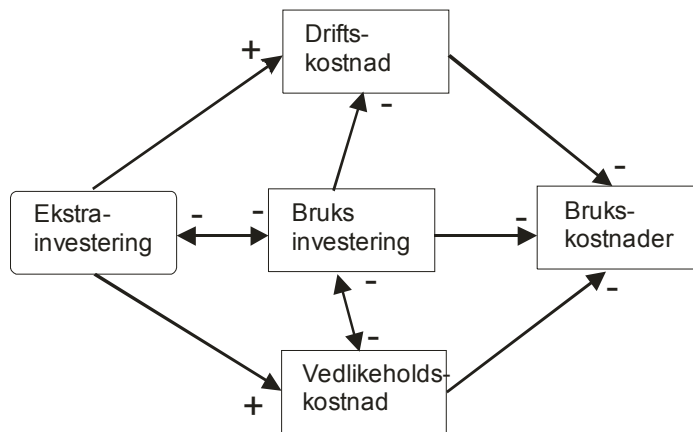 Drifts-
kostnad
+
-
-
Ekstra-
investering
-
-
Bruks
investering
-
Bruks-
kostnader
-
-
-
Vedlikeholds-
kostnad
+